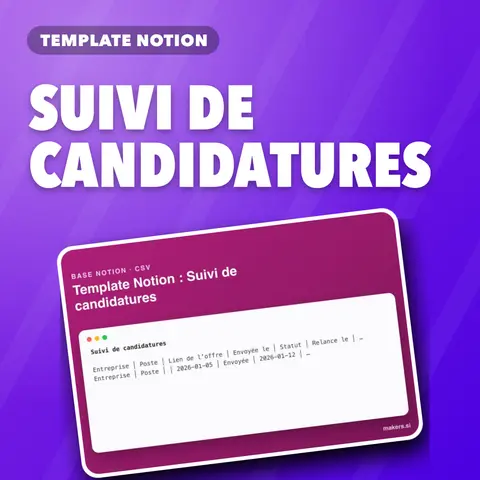 TEMPLATE NOTION
SUIVI DE
CANDIDATURES
BASE NOTION · CSV
Template Notion : Suivi de
candidatures
Suivi de candidatures
Entreprise | Poste | Lien de l'offre | Envoyée le | Statut | Relance le | …
Entreprise | Poste | | 2026-01-05 | Envoyée | 2026-01-12 | …
makers.ai